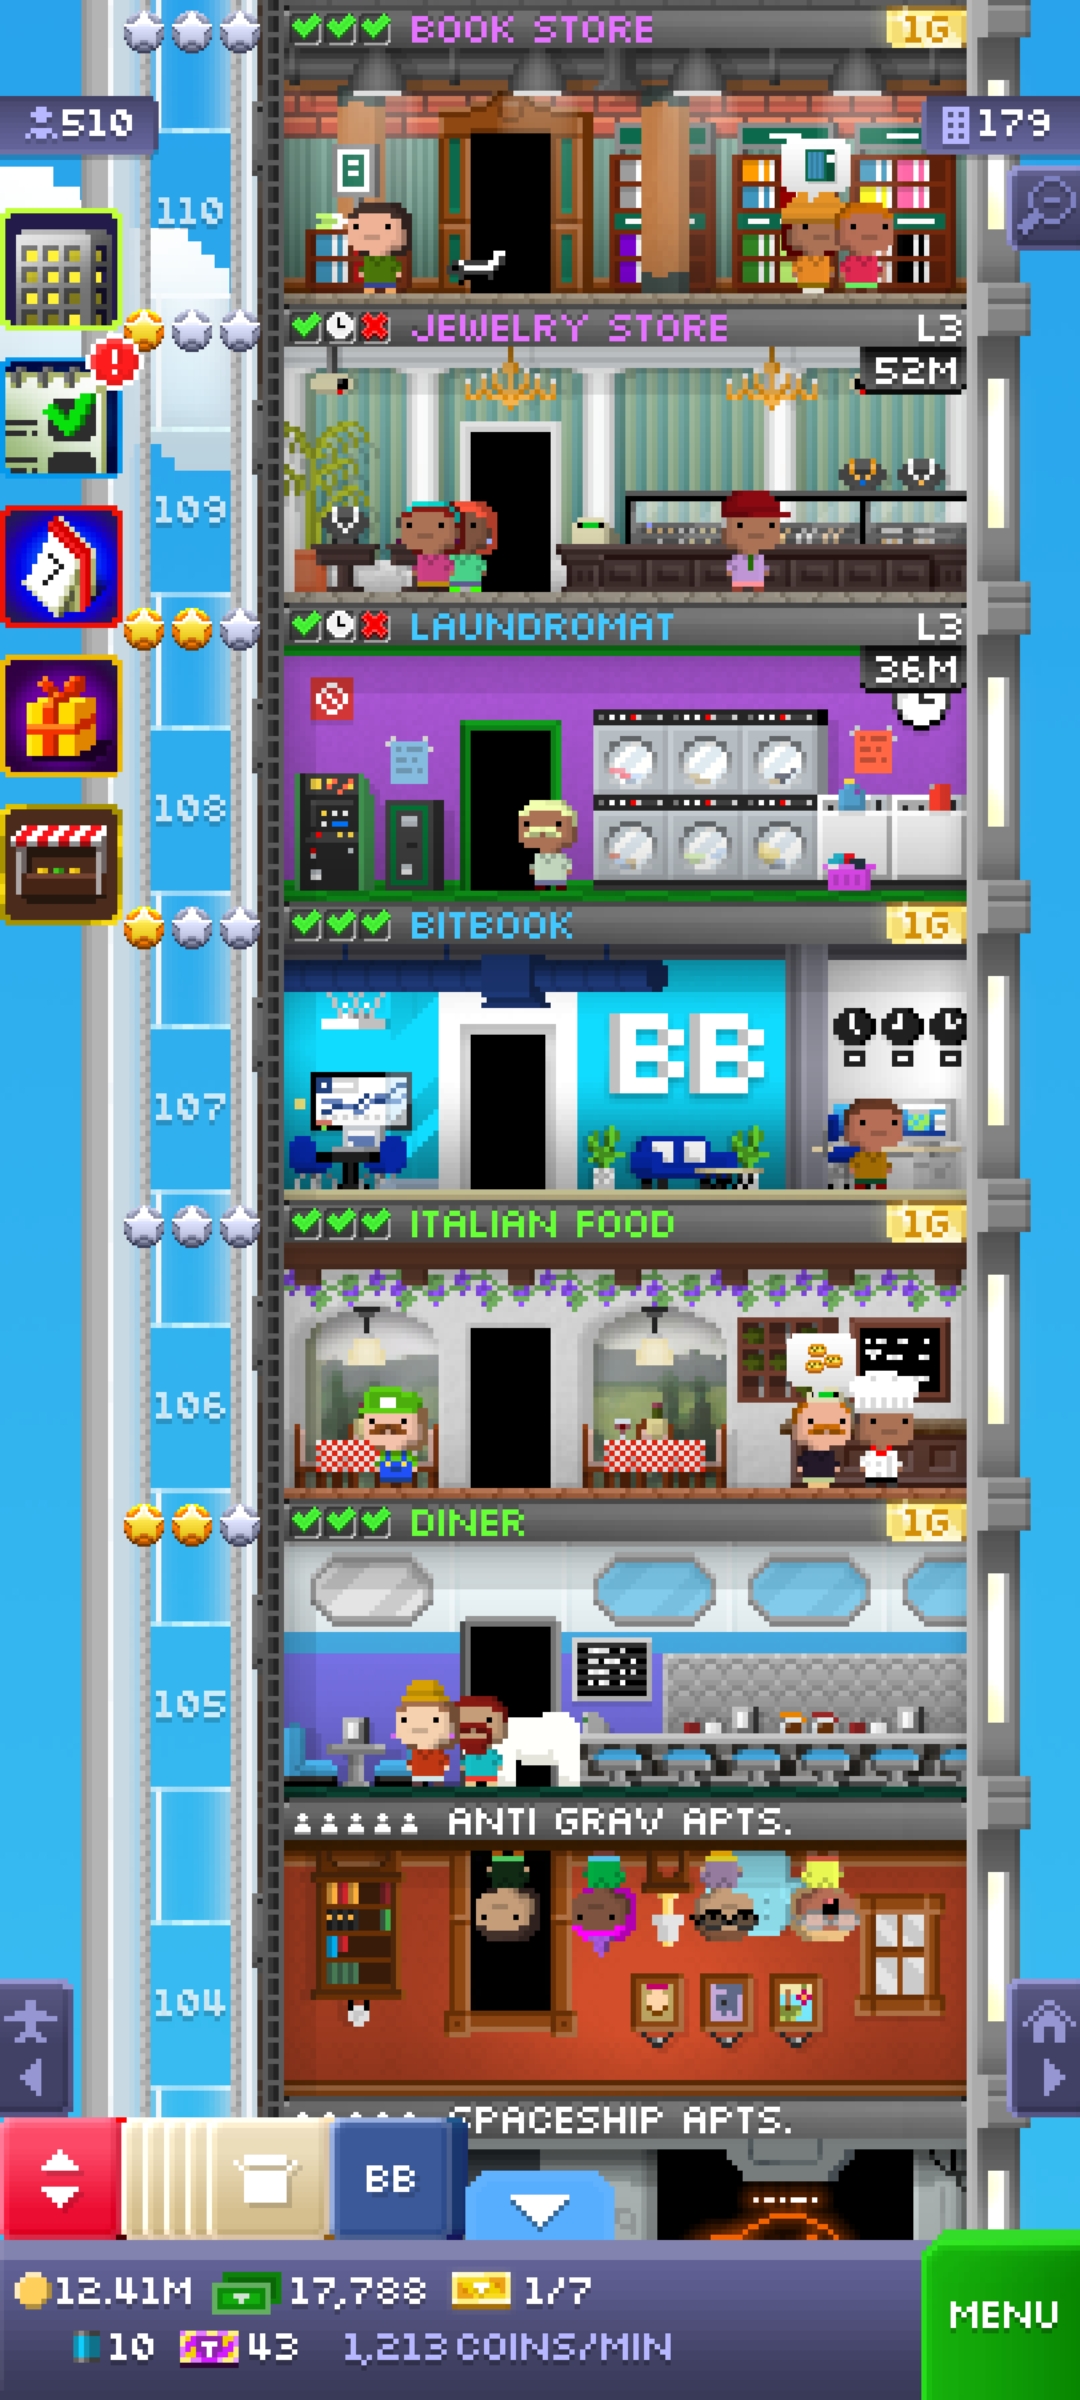 BOOK STORE 1G
510
179
110
JEWELRY STORE L3
52M
7
109
LAUNDROMAT L3
36M
108
BITBOOK 1G
BB
107
ITALIAN FOOD 1G
106
DINER 1G
105
ANTI GRAV APTS.
104
SPACESHIP APTS.
BB
12.41M 17,788 1/7
MENU
10 43 1,213 COINS/MIN